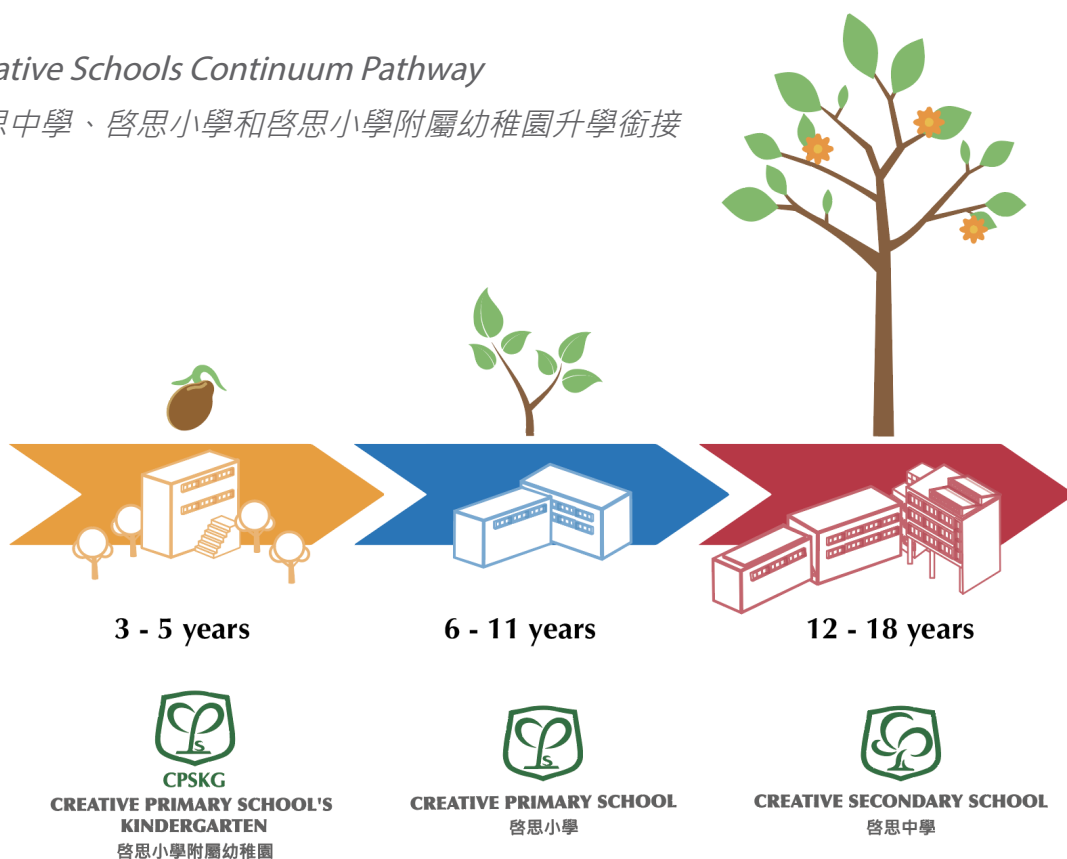 ative Schools Continuum Pathway
思中學、啓思小學和啓思小學附屬幼稚園升學銜接
3 - 5 years
6 - 11 years
12 - 18 years
CPSKG
CREATIVE PRIMARY SCHOOL'S
KINDERGARTEN
啓思小學附屬幼稚園
CREATIVE PRIMARY SCHOOL
啓思小學
CREATIVE SECONDARY SCHOOL
啓思中學